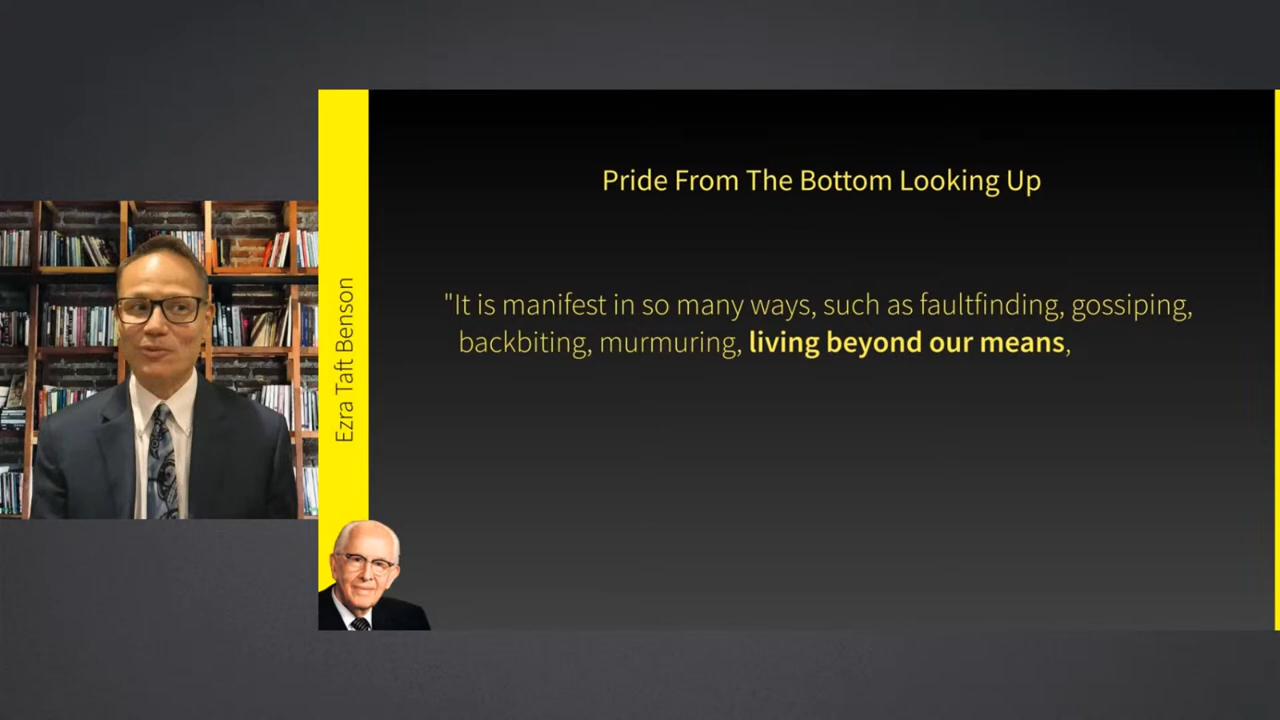 Pride From The Bottom Looking Up
"It is manifest in so many ways, such as faultfinding, gossiping,
backbiting, murmuring, living beyond our means,
Ezra Taft Benson